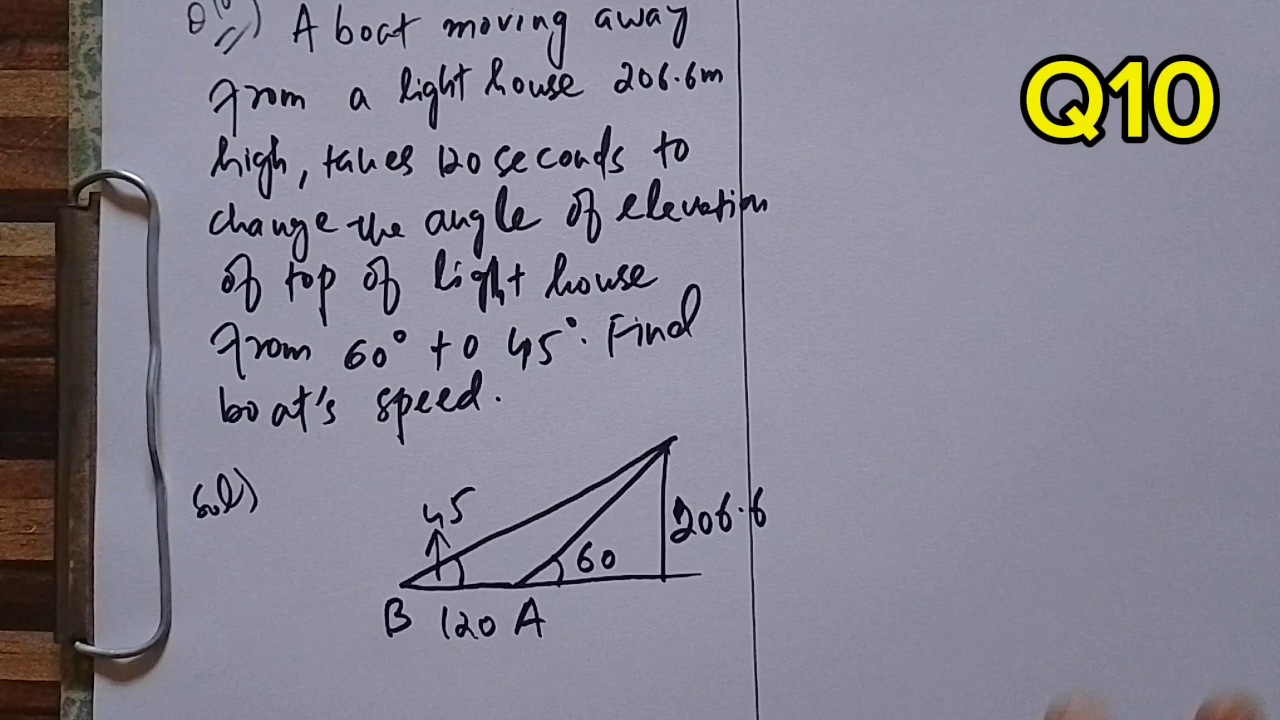 Q10) A boat moving away
from a light house 206.6m
high, takes 120 seconds to
change the angle of elevation
of top of light house
from 60° to 45°. Find
boat's speed.
Sol)
45
60
206.6
B 120 A
Q10